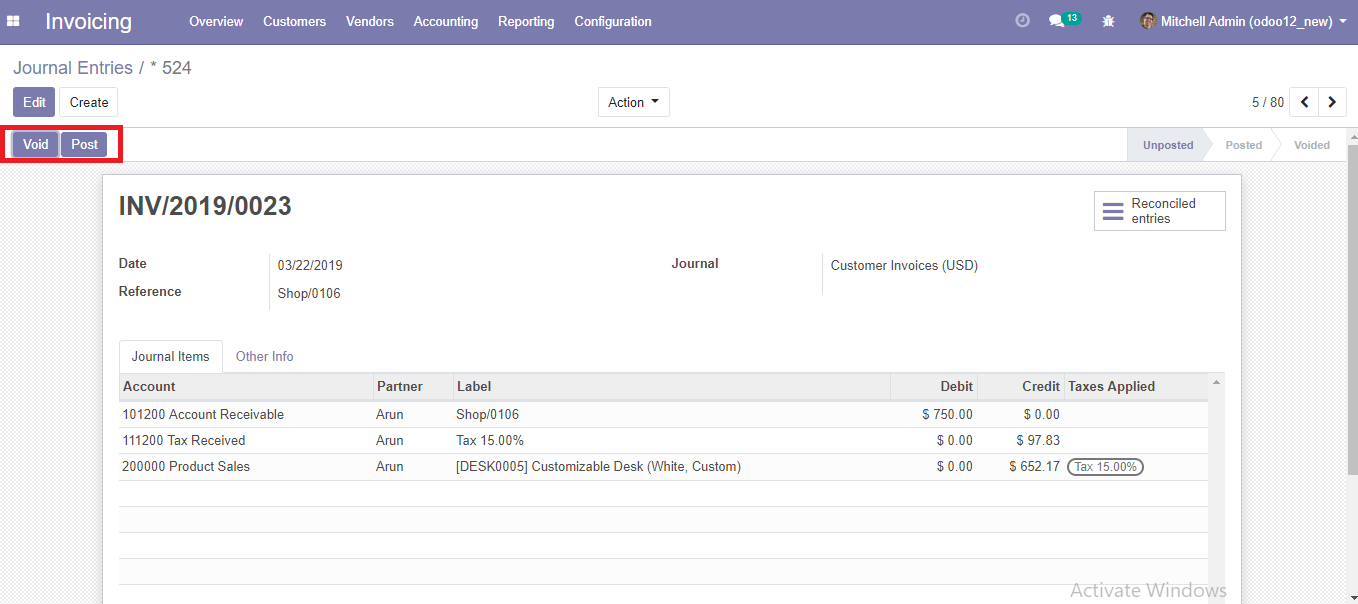 Invoicing Overview Customers Vendors Accounting Reporting Configuration 13 Mitchell Admin (odoo12_new)
Journal Entries / * 524
Edit Create Action 5 / 80
Void Post Unposted Posted Voided
INV/2019/0023
Reconciled
entries
Date 03/22/2019 Journal Customer Invoices (USD)
Reference Shop/0106
Journal Items Other Info
Account Partner Label Debit Credit Taxes Applied
101200 Account Receivable Arun Shop/0106 $ 750.00 $ 0.00
111200 Tax Received Arun Tax 15.00% $ 0.00 $ 97.83
200000 Product Sales Arun [DESK0005] Customizable Desk (White, Custom) $ 0.00 $ 652.17 Tax 15.00%
Activate Windows